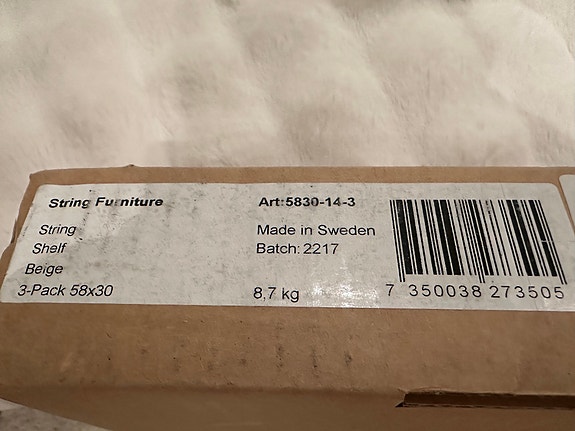 String Furniture
String
Shelf
Beige
3-Pack 58x30
Art:5830-14-3
Made in Sweden
Batch: 2217
8,7 kg
7 350038 273505